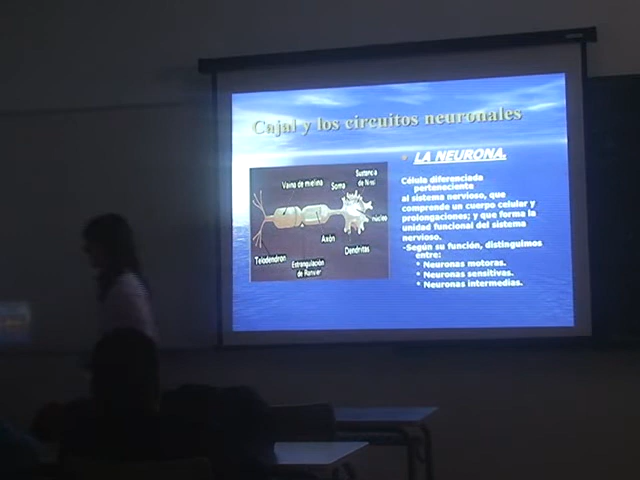 Cajal y los circuitos neuronales
LA NEURONA.
Célula diferenciada
perteneciente
al sistema nervioso, que
comprende un cuerpo celular y
prolongaciones; y que forma la
unidad funcional del sistema
nervioso.
-Según su función, distinguimos
entre:
* Neuronas motoras.
* Neuronas sensitivas.
* Neuronas intermedias.
Sustancia
de Nissl
Vaina de mielina
Soma
núcleo
Axón
Dendritas
Telodendron
Estrangulación
de Ranvier